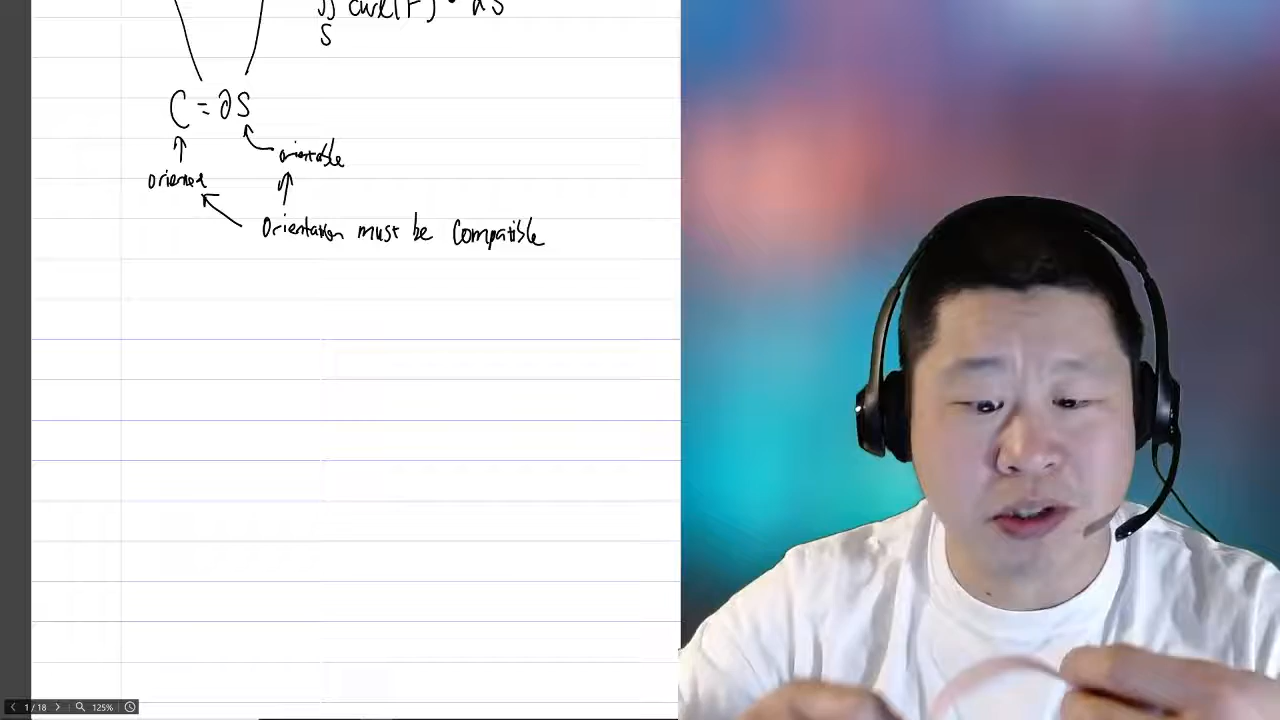 ∬ curl(F) · dS
S
C = ∂S
orientable
oriented
Orientation must be compatible
1 / 18 125%